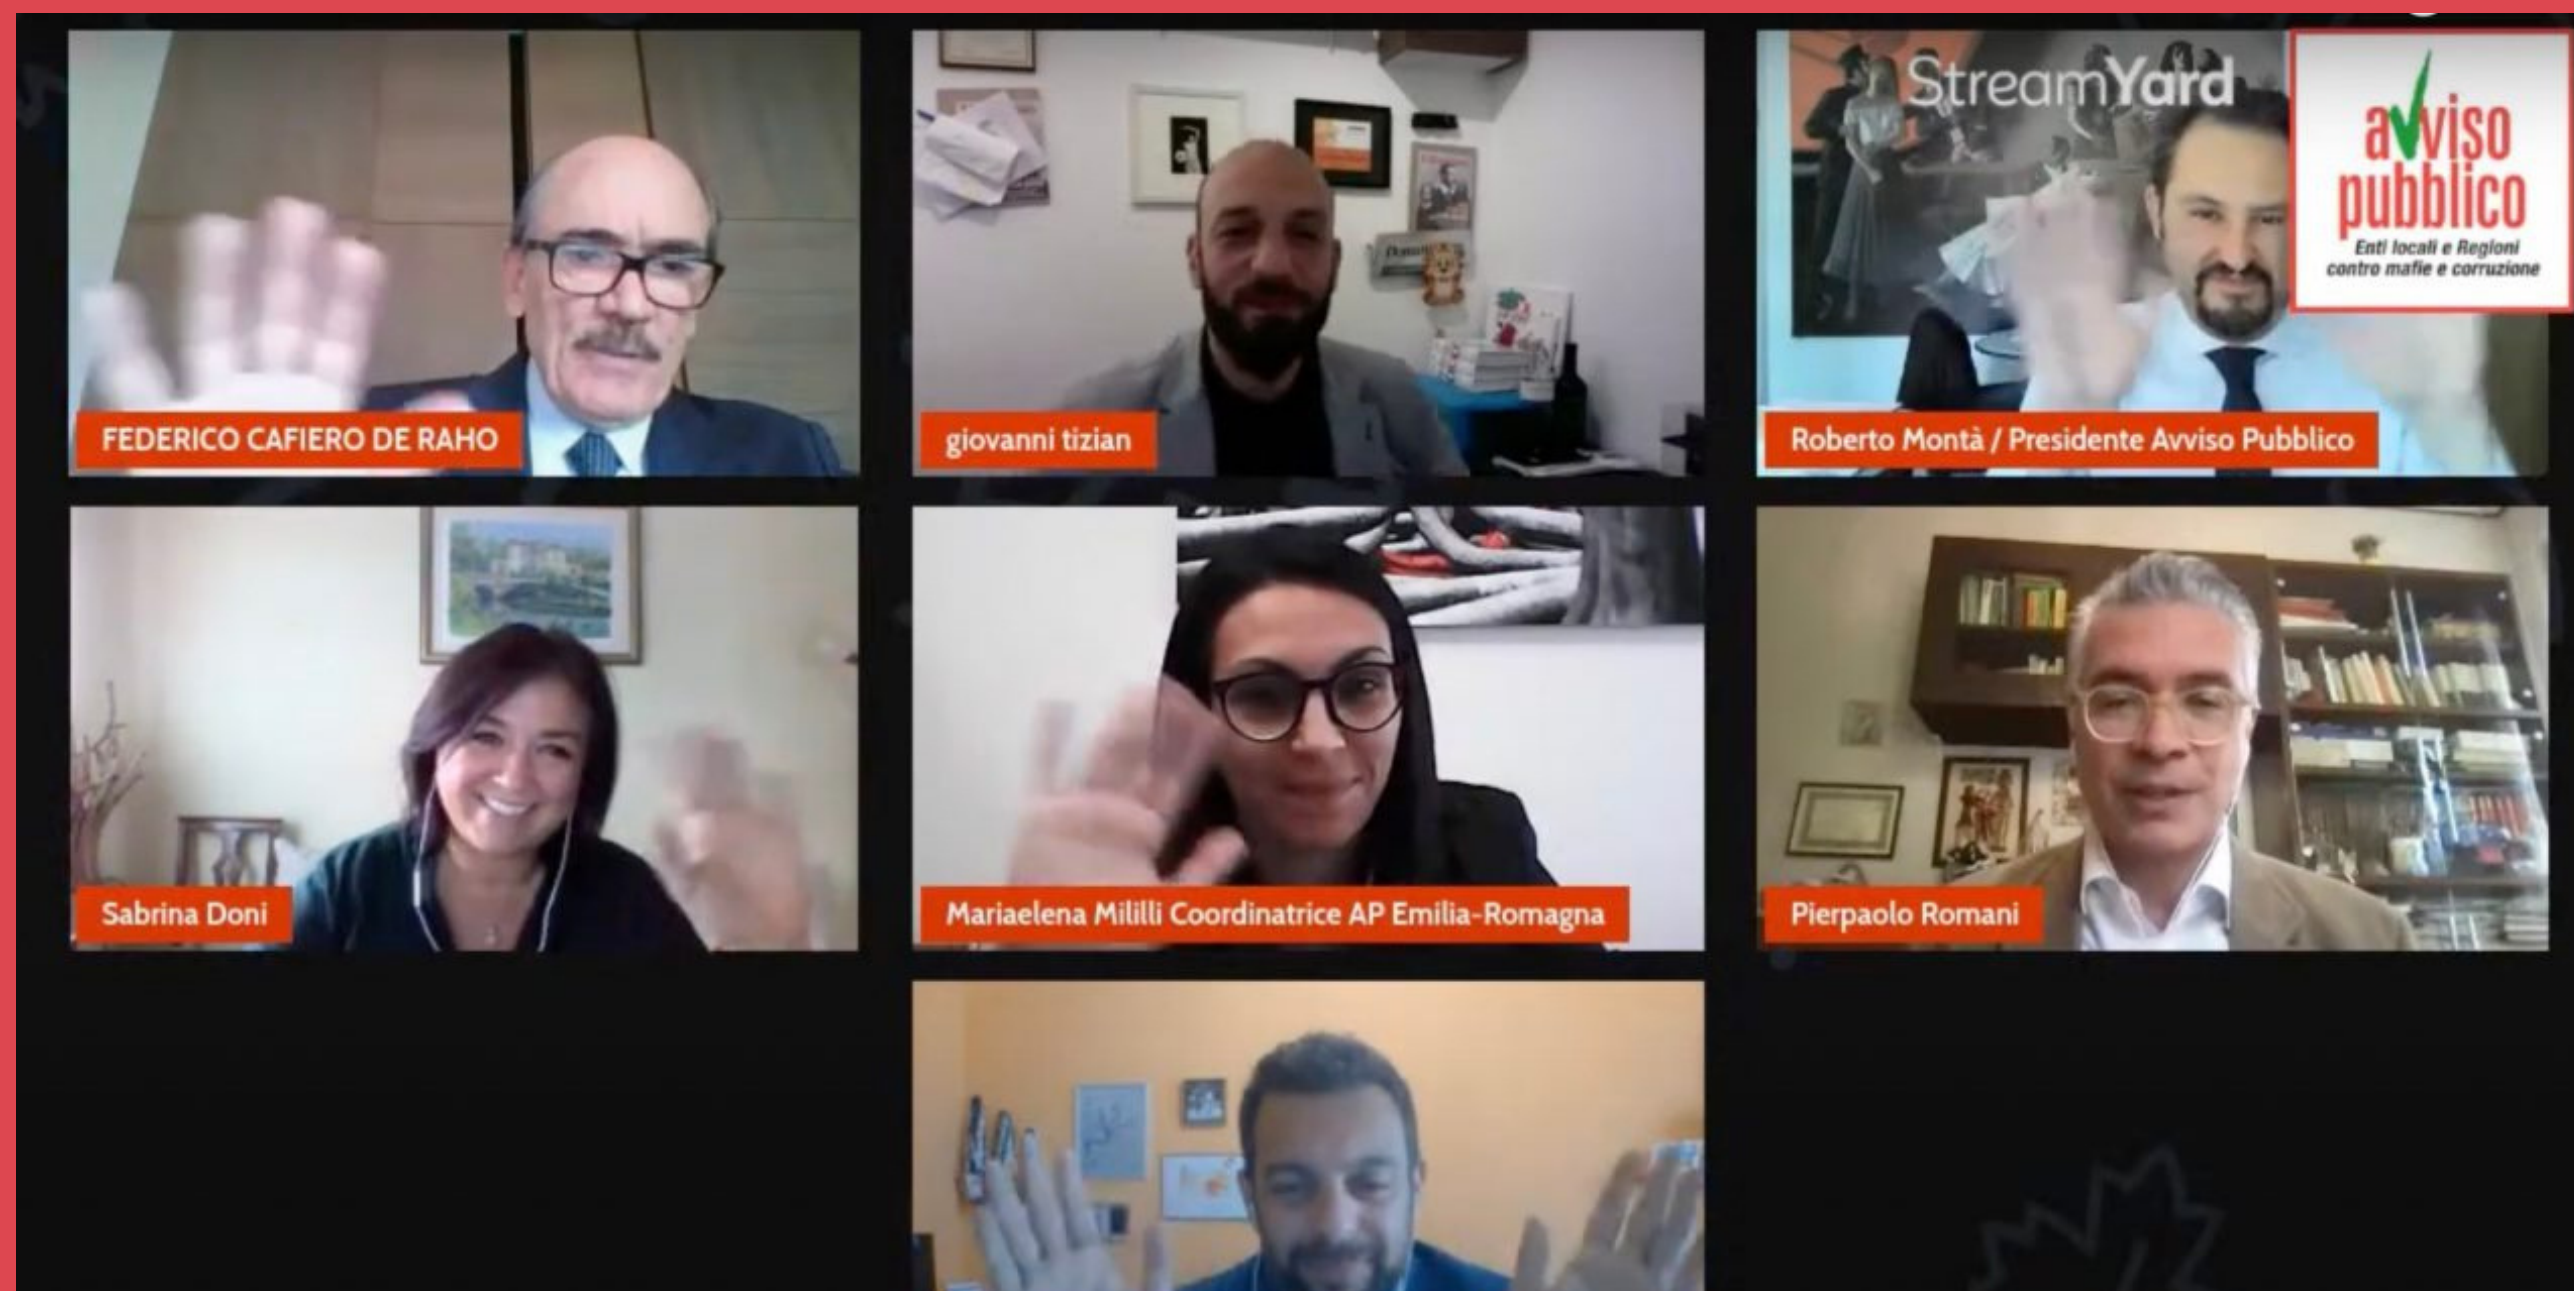 StreamYard
avviso
pubblico
Enti locali e Regioni
contro mafie e corruzione
FEDERICO CAFIERO DE RAHO
giovanni tizian
Roberto Montà / Presidente Avviso Pubblico
Sabrina Doni
Mariaelena Mililli Coordinatrice AP Emilia-Romagna
Pierpaolo Romani